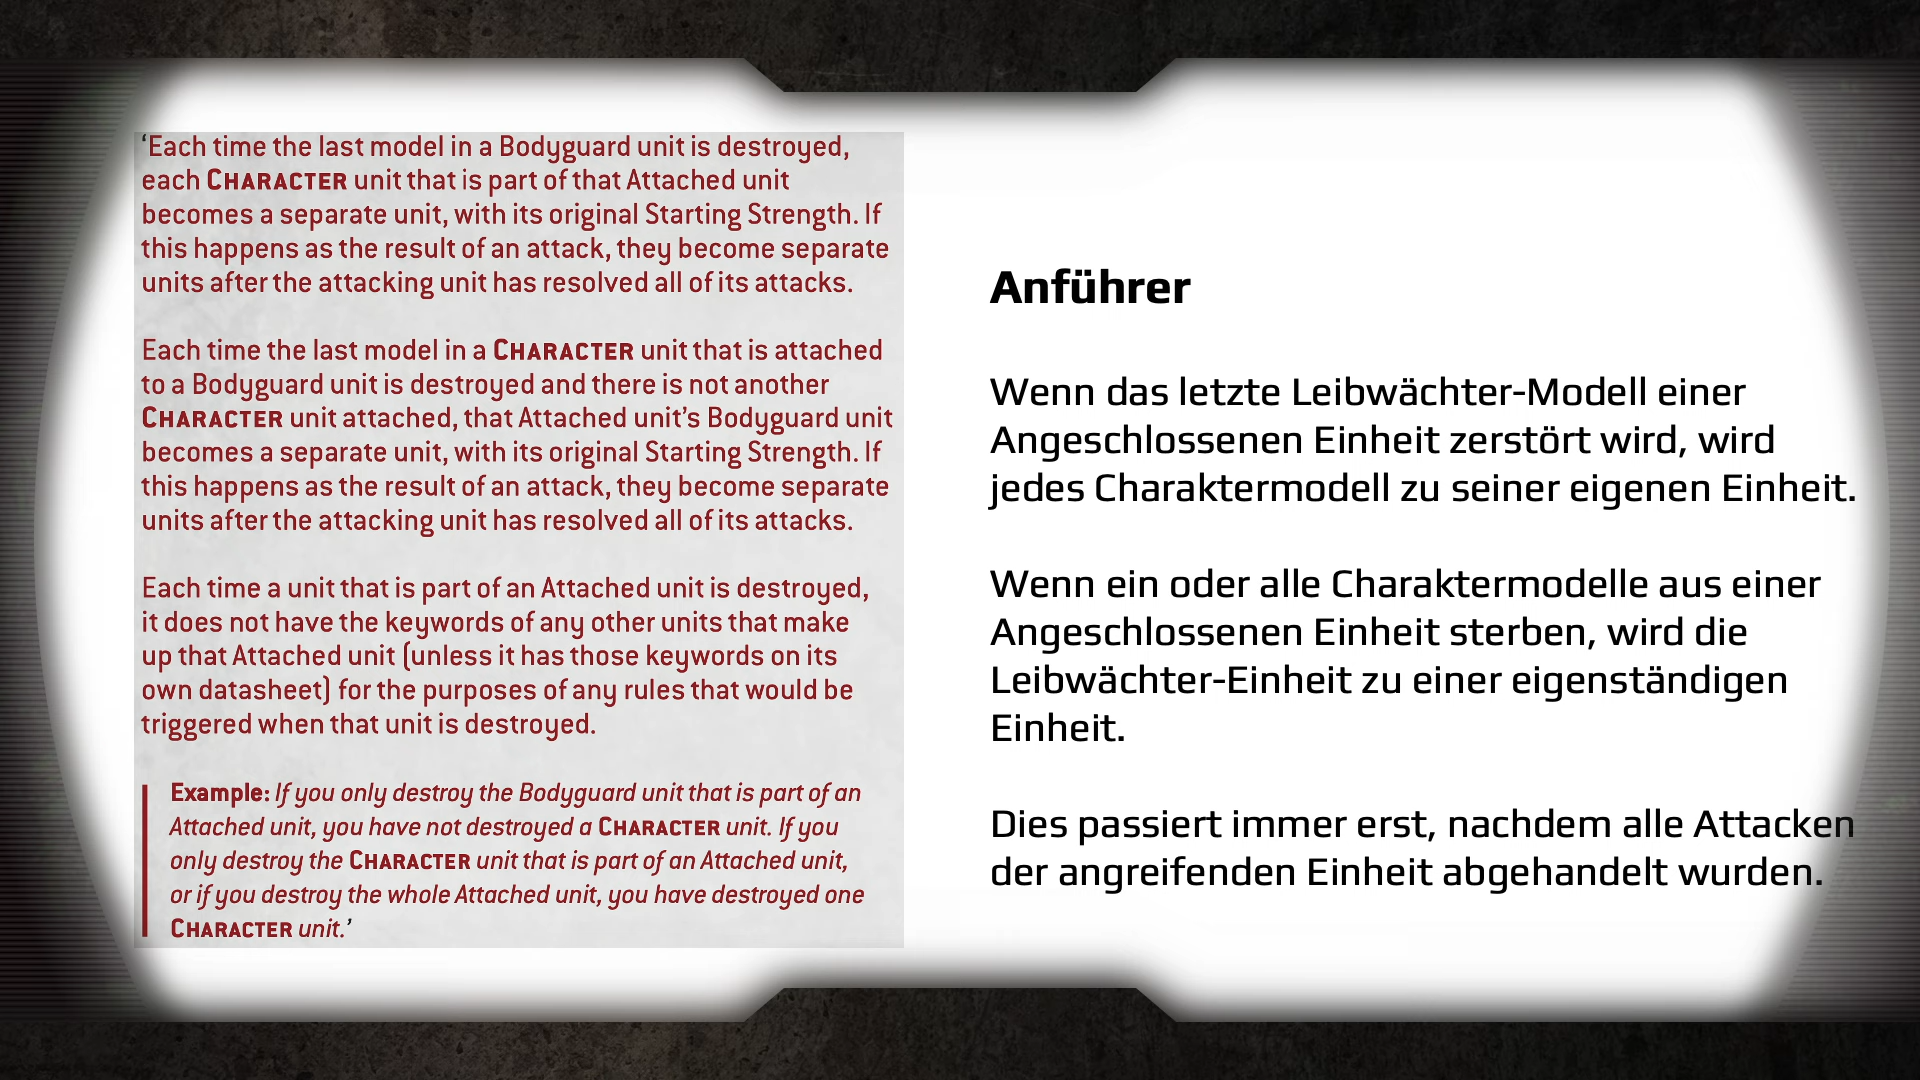 ‘Each time the last model in a Bodyguard unit is destroyed,
each CHARACTER unit that is part of that Attached unit
becomes a separate unit, with its original Starting Strength. If
this happens as the result of an attack, they become separate
units after the attacking unit has resolved all of its attacks.
Each time the last model in a CHARACTER unit that is attached
to a Bodyguard unit is destroyed and there is not another
CHARACTER unit attached, that Attached unit’s Bodyguard unit
becomes a separate unit, with its original Starting Strength. If
this happens as the result of an attack, they become separate
units after the attacking unit has resolved all of its attacks.
Each time a unit that is part of an Attached unit is destroyed,
it does not have the keywords of any other units that make
up that Attached unit (unless it has those keywords on its
own datasheet) for the purposes of any rules that would be
triggered when that unit is destroyed.
Example: If you only destroy the Bodyguard unit that is part of an
Attached unit, you have not destroyed a CHARACTER unit. If you
only destroy the CHARACTER unit that is part of an Attached unit,
or if you destroy the whole Attached unit, you have destroyed one
CHARACTER unit.’
Anführer
Wenn das letzte Leibwächter-Modell einer
Angeschlossenen Einheit zerstört wird, wird
jedes Charaktermodell zu seiner eigenen Einheit.
Wenn ein oder alle Charaktermodelle aus einer
Angeschlossenen Einheit sterben, wird die
Leibwächter-Einheit zu einer eigenständigen
Einheit.
Dies passiert immer erst, nachdem alle Attacken
der angreifenden Einheit abgehandelt wurden.